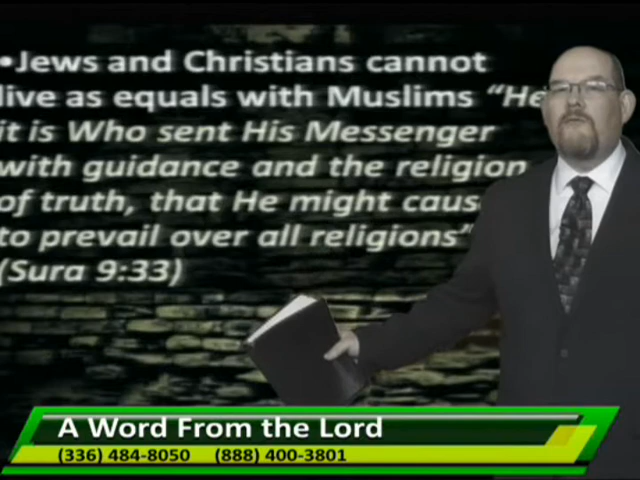 •Jews and Christians cannot
live as equals with Muslims “He
it is Who sent His Messenger
with guidance and the religion
of truth, that He might caus
to prevail over all religions”
(Sura 9:33)
A Word From the Lord
(336) 484-8050 (888) 400-3801